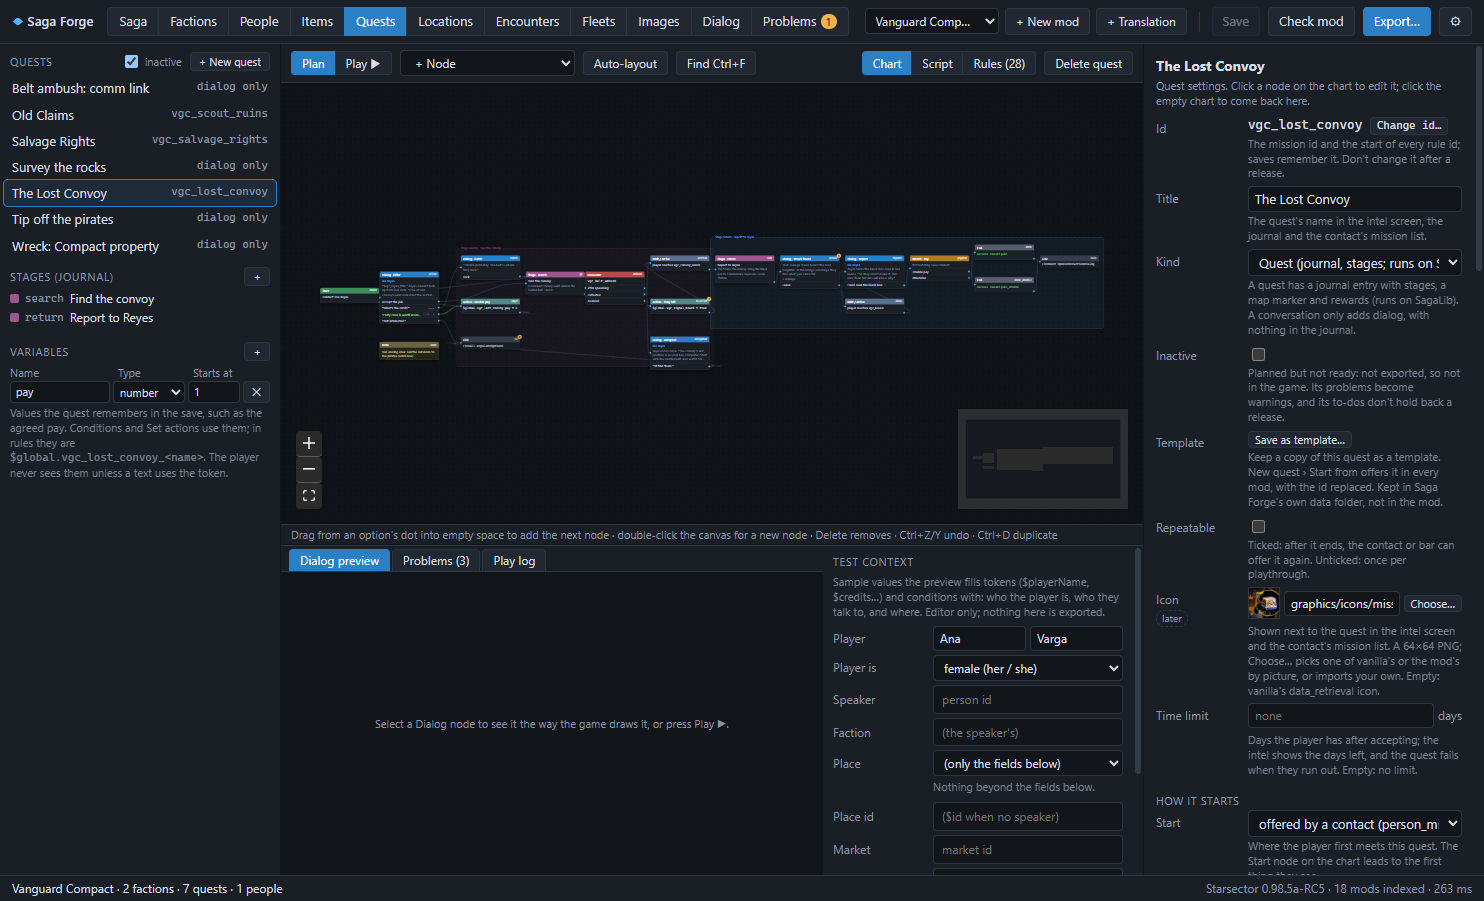 Saga Forge
Saga
Factions
People
Items
Quests
Locations
Encounters
Fleets
Images
Dialog
Problems 1
Vanguard Comp...
+ New mod
+ Translation
Save
Check mod
Export...
QUESTS
inactive
+ New quest
Belt ambush: comm link dialog only
Old Claims vgc_scout_ruins
Salvage Rights vgc_salvage_rights
Survey the rocks dialog only
The Lost Convoy vgc_lost_convoy
Tip off the pirates dialog only
Wreck: Compact property dialog only
STAGES (JOURNAL)
+
search Find the convoy
return Report to Reyes
VARIABLES
+
Name Type Starts at
pay number 1
Values the quest remembers in the save, such as the
agreed pay. Conditions and Set actions use them; in
rules they are
$global.vgc_lost_convoy_<name>. The player
never sees them unless a text uses the token.
Plan
Play ▶
+ Node
Auto-layout
Find Ctrl+F
Chart
Script
Rules (28)
Delete quest
Drag from an option's dot into empty space to add the next node · double-click the canvas for a new node · Delete removes · Ctrl+Z/Y undo · Ctrl+D duplicate
Dialog preview
Problems (3)
Play log
Select a Dialog node to see it the way the game draws it, or press Play ▶.
TEST CONTEXT
Sample values the preview fills tokens ($playerName,
$credits...) and conditions with: who the player is, who they
talk to, and where. Editor only; nothing here is exported.
Player Ana Varga
Player is female (her / she)
Speaker person id
Faction (the speaker's)
Place (only the fields below)
Nothing beyond the fields below.
Place id ($id when no speaker)
Market market id
The Lost Convoy
Quest settings. Click a node on the chart to edit it; click the
empty chart to come back here.
Id vgc_lost_convoy Change id...
The mission id and the start of every rule id;
saves remember it. Don't change it after a
release.
Title The Lost Convoy
The quest's name in the intel screen, the
journal and the contact's mission list.
Kind Quest (journal, stages; runs on S
A quest has a journal entry with stages, a
map marker and rewards (runs on SagaLib).
A conversation only adds dialog, with
nothing in the journal.
Inactive
Planned but not ready: not exported, so not
in the game. Its problems become
warnings, and its to-dos don't hold back a
release.
Template Save as template...
Keep a copy of this quest as a template.
New quest › Start from offers it in every
mod, with the id replaced. Kept in Saga
Forge's own data folder, not in the mod.
Repeatable
Ticked: after it ends, the contact or bar can
offer it again. Unticked: once per
playthrough.
Icon graphics/icons/miss Choose...
later
Shown next to the quest in the intel screen
and the contact's mission list. A 64×64 PNG;
Choose... picks one of vanilla's or the mod's
by picture, or imports your own. Empty:
vanilla's data_retrieval icon.
Time limit none days
Days the player has after accepting; the
intel shows the days left, and the quest fails
when they run out. Empty: no limit.
HOW IT STARTS
Start offered by a contact (person_mi
Where the player first meets this quest. The
Start node on the chart leads to the first
Vanguard Compact · 2 factions · 7 quests · 1 people
Starsector 0.98.5a-RC5 · 18 mods indexed · 263 ms